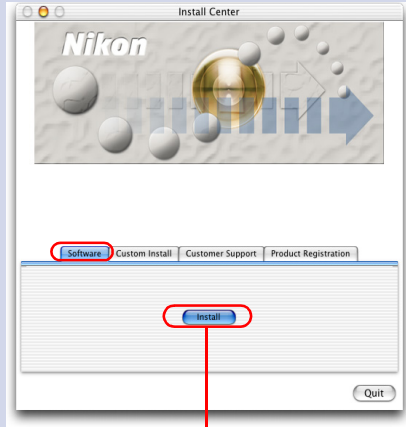 Install Center
Nikon
Software Custom Install Customer Support Product Registration
Install
Quit